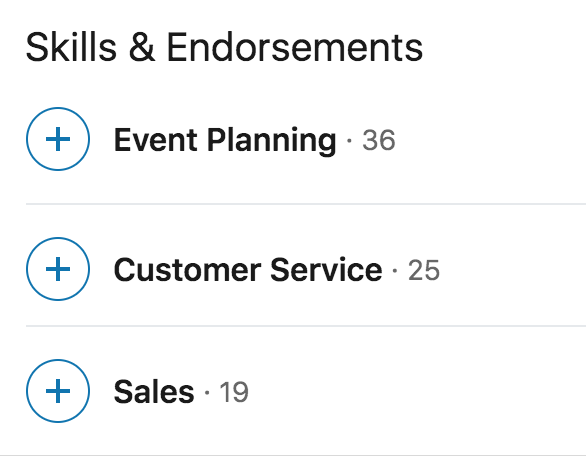 Skills & Endorsements
Event Planning · 36
Customer Service · 25
Sales · 19